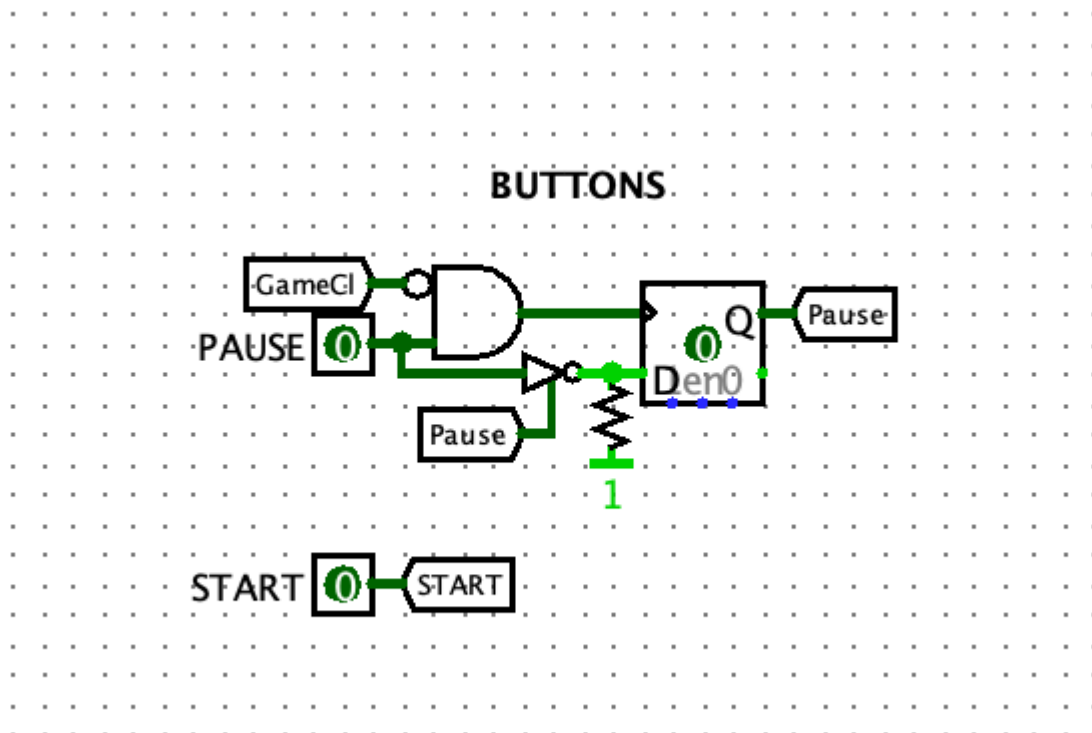 BUTTONS
GameCl
PAUSE 0
0 Q
D en0
Pause
Pause
1
START 0 START